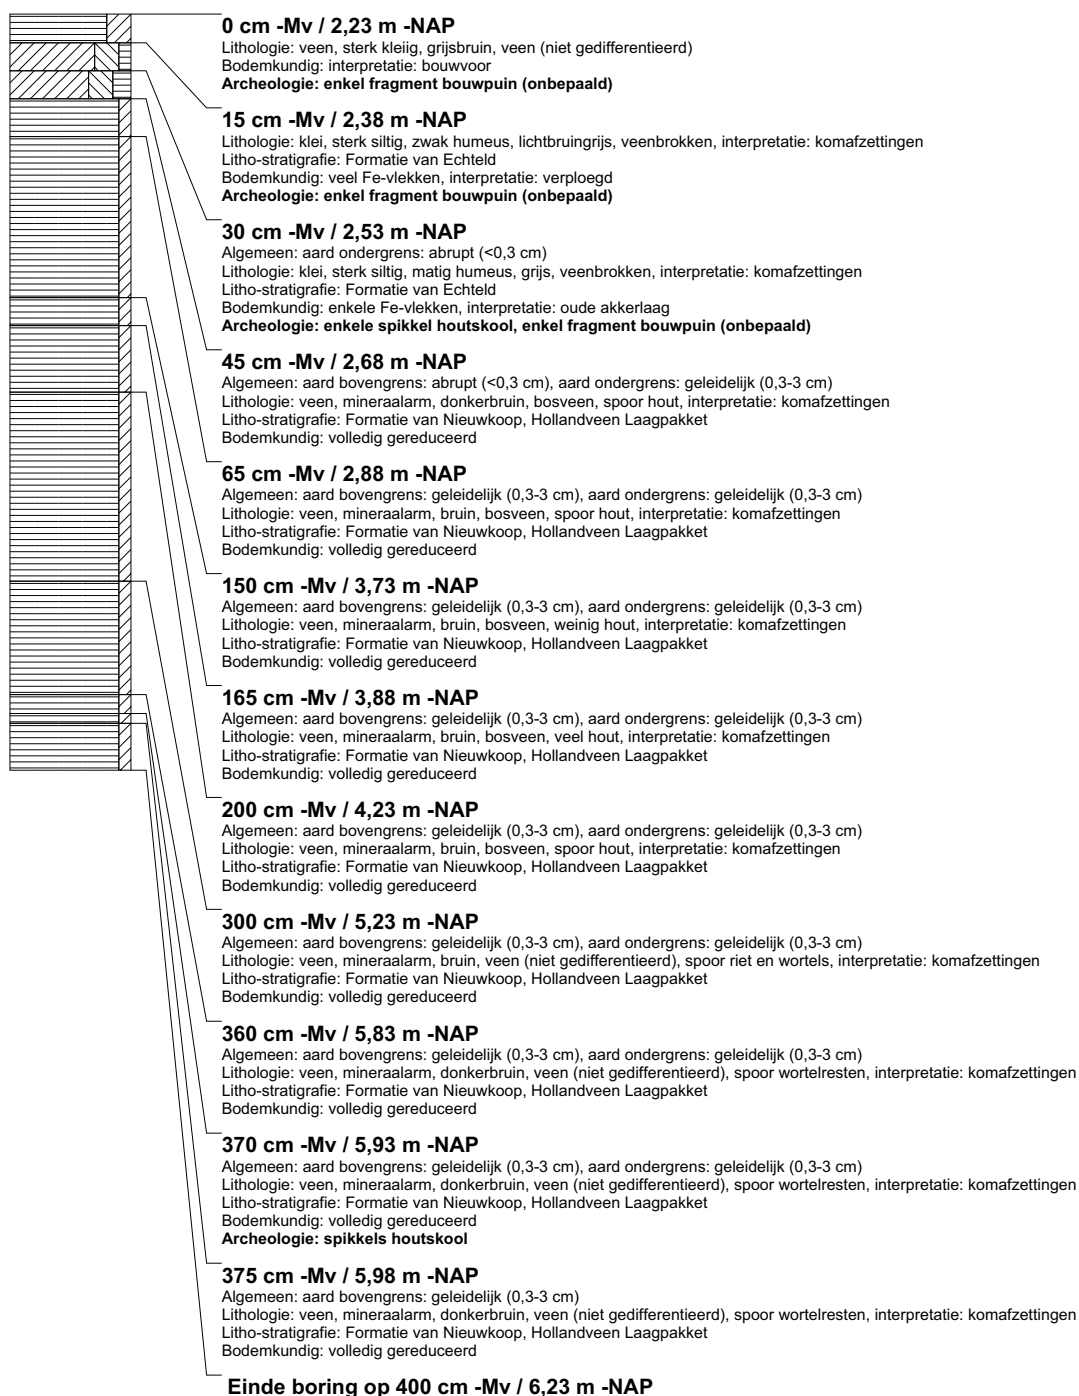 0 cm -Mv / 2,23 m -NAP
Lithologie: veen, sterk kleiig, grijsbruin, veen (niet gedifferentieerd)
Bodemkundig: interpretatie: bouwvoor
Archeologie: enkel fragment bouwpuin (onbepaald)
15 cm -Mv / 2,38 m -NAP
Lithologie: klei, sterk siltig, zwak humeus, lichtbruingrijs, veenbrokken, interpretatie: komafzettingen
Litho-stratigrafie: Formatie van Echteld
Bodemkundig: veel Fe-vlekken, interpretatie: verploegd
Archeologie: enkel fragment bouwpuin (onbepaald)
30 cm -Mv / 2,53 m -NAP
Algemeen: aard ondergrens: abrupt (<0,3 cm)
Lithologie: klei, sterk siltig, matig humeus, grijs, veenbrokken, interpretatie: komafzettingen
Litho-stratigrafie: Formatie van Echteld
Bodemkundig: enkele Fe-vlekken, interpretatie: oude akkerlaag
Archeologie: enkele spikkel houtskool, enkel fragment bouwpuin (onbepaald)
45 cm -Mv / 2,68 m -NAP
Algemeen: aard bovengrens: abrupt (<0,3 cm), aard ondergrens: geleidelijk (0,3-3 cm)
Lithologie: veen, mineraalarm, donkerbruin, bosveen, spoor hout, interpretatie: komafzettingen
Litho-stratigrafie: Formatie van Nieuwkoop, Hollandveen Laagpakket
Bodemkundig: volledig gereduceerd
65 cm -Mv / 2,88 m -NAP
Algemeen: aard bovengrens: geleidelijk (0,3-3 cm), aard ondergrens: geleidelijk (0,3-3 cm)
Lithologie: veen, mineraalarm, bruin, bosveen, spoor hout, interpretatie: komafzettingen
Litho-stratigrafie: Formatie van Nieuwkoop, Hollandveen Laagpakket
Bodemkundig: volledig gereduceerd
150 cm -Mv / 3,73 m -NAP
Algemeen: aard bovengrens: geleidelijk (0,3-3 cm), aard ondergrens: geleidelijk (0,3-3 cm)
Lithologie: veen, mineraalarm, bruin, bosveen, weinig hout, interpretatie: komafzettingen
Litho-stratigrafie: Formatie van Nieuwkoop, Hollandveen Laagpakket
Bodemkundig: volledig gereduceerd
165 cm -Mv / 3,88 m -NAP
Algemeen: aard bovengrens: geleidelijk (0,3-3 cm), aard ondergrens: geleidelijk (0,3-3 cm)
Lithologie: veen, mineraalarm, bruin, bosveen, veel hout, interpretatie: komafzettingen
Litho-stratigrafie: Formatie van Nieuwkoop, Hollandveen Laagpakket
Bodemkundig: volledig gereduceerd
200 cm -Mv / 4,23 m -NAP
Algemeen: aard bovengrens: geleidelijk (0,3-3 cm), aard ondergrens: geleidelijk (0,3-3 cm)
Lithologie: veen, mineraalarm, bruin, bosveen, spoor hout, interpretatie: komafzettingen
Litho-stratigrafie: Formatie van Nieuwkoop, Hollandveen Laagpakket
Bodemkundig: volledig gereduceerd
300 cm -Mv / 5,23 m -NAP
Algemeen: aard bovengrens: geleidelijk (0,3-3 cm), aard ondergrens: geleidelijk (0,3-3 cm)
Lithologie: veen, mineraalarm, bruin, veen (niet gedifferentieerd), spoor riet en wortels, interpretatie: komafzettingen
Litho-stratigrafie: Formatie van Nieuwkoop, Hollandveen Laagpakket
Bodemkundig: volledig gereduceerd
360 cm -Mv / 5,83 m -NAP
Algemeen: aard bovengrens: geleidelijk (0,3-3 cm), aard ondergrens: geleidelijk (0,3-3 cm)
Lithologie: veen, mineraalarm, donkerbruin, veen (niet gedifferentieerd), spoor wortelresten, interpretatie: komafzettingen
Litho-stratigrafie: Formatie van Nieuwkoop, Hollandveen Laagpakket
Bodemkundig: volledig gereduceerd
370 cm -Mv / 5,93 m -NAP
Algemeen: aard bovengrens: geleidelijk (0,3-3 cm), aard ondergrens: geleidelijk (0,3-3 cm)
Lithologie: veen, mineraalarm, donkerbruin, veen (niet gedifferentieerd), spoor wortelresten, interpretatie: komafzettingen
Litho-stratigrafie: Formatie van Nieuwkoop, Hollandveen Laagpakket
Bodemkundig: volledig gereduceerd
Archeologie: spikkels houtskool
375 cm -Mv / 5,98 m -NAP
Algemeen: aard bovengrens: geleidelijk (0,3-3 cm)
Lithologie: veen, mineraalarm, donkerbruin, veen (niet gedifferentieerd), spoor wortelresten, interpretatie: komafzettingen
Litho-stratigrafie: Formatie van Nieuwkoop, Hollandveen Laagpakket
Bodemkundig: volledig gereduceerd
Einde boring op 400 cm -Mv / 6,23 m -NAP